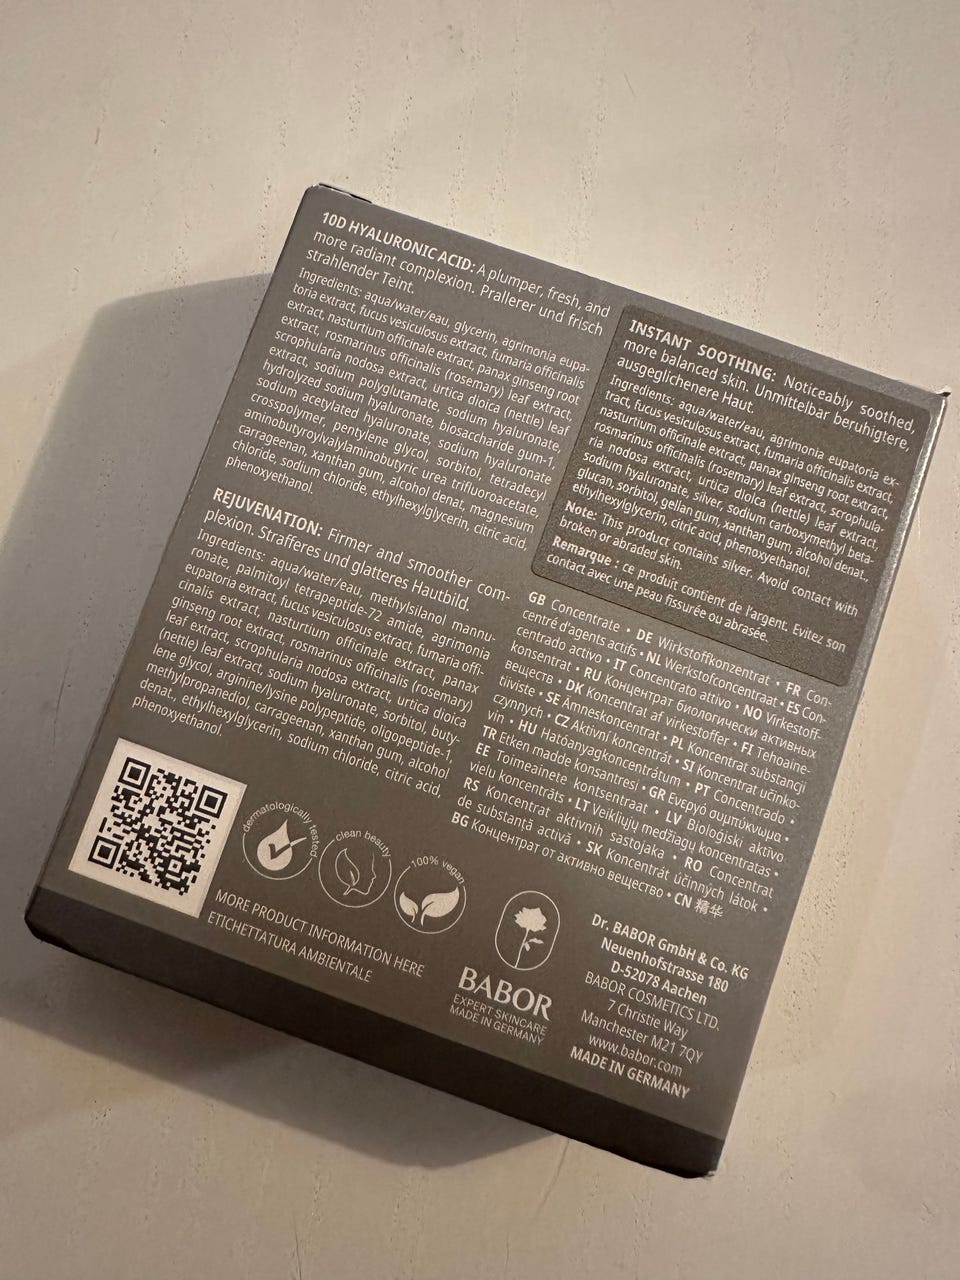 10D HYALURONIC ACID: A plumper, fresh, and
more radiant complexion. Prallerer und frisch
strahlender Teint.
Ingredients: aqua/water/eau, glycerin, agrimonia eupa-
toria extract, fucus vesiculosus extract, fumaria officinalis
extract, nasturtium officinale extract, panax ginseng root
extract, rosmarinus officinalis (rosemary) leaf extract,
scrophularia nodosa extract, urtica dioica (nettle) leaf
extract, sodium polyglutamate, sodium hyaluronate,
hydrolyzed sodium hyaluronate, biosaccharide gum-1,
sodium acetylated hyaluronate, sodium hyaluronate
crosspolymer, pentylene glycol, sorbitol, tetradecyl
aminobutyroylvalylaminobutyric urea trifluoroacetate,
carrageenan, xanthan gum, alcohol denat, magnesium
chloride, sodium chloride, ethylhexylglycerin, citric acid,
phenoxyethanol.
REJUVENATION: Firmer and smoother com-
plexion. Strafferes und glatteres Hautbild.
Ingredients: aqua/water/eau, methylsilanol mannu-
ronate, palmitoyl tetrapeptide-72 amide, agrimonia
eupatoria extract, fucus vesiculosus extract, fumaria offi-
cinalis extract, nasturtium officinale extract, panax
ginseng root extract, rosmarinus officinalis (rosemary)
leaf extract, scrophularia nodosa extract, urtica dioica
(nettle) leaf extract, sodium hyaluronate, sorbitol, buty-
lene glycol, arginine/lysine polypeptide, oligopeptide-1,
methylpropanediol, carrageenan, xanthan gum, alcohol
denat., ethylhexylglycerin, sodium chloride, citric acid,
phenoxyethanol.
INSTANT SOOTHING: Noticeably soothed,
more balanced skin. Unmittelbar beruhigtere,
ausgeglichenere Haut.
Ingredients: aqua/water/eau, agrimonia eupatoria ex-
tract, fucus vesiculosus extract, fumaria officinalis extract,
nasturtium officinale extract, panax ginseng root extract,
rosmarinus officinalis (rosemary) leaf extract, scrophula-
ria nodosa extract, urtica dioica (nettle) leaf extract,
sodium hyaluronate, silver, sodium carboxymethyl beta-
glucan, sorbitol, gellan gum, xanthan gum, alcohol denat.,
ethylhexylglycerin, citric acid, phenoxyethanol.
Note: This product contains silver. Avoid contact with
broken or abraded skin.
Remarque : ce produit contient de l'argent. Evitez son
contact avec une peau fissurée ou abrasée.
GB Concentrate • DE Wirkstoffkonzentrat • FR Con-
centré d'agents actifs • NL Werkstofconcentraat • ES Con-
centrado activo • IT Concentrato attivo • NO Virkestoff-
konsentrat • RU Концентрат биологически активных
веществ • DK Koncentrat af virkestoffer • FI Tehoaine-
tiiviste • SE Ämneskoncentrat • PL Koncentrat substancji
czynnych • CZ Aktivní koncentrát • SI Koncentrat učinko-
vin • HU Hatóanyagkoncentrátum • PT Concentrado •
TR Etken madde konsantresi • GR Ενεργό συμπύκνωμα •
EE Toimeainete kontsentraat • LV Bioloģiski aktīvo
vielu koncentrāts • LT Veikliųjų medžiagų koncentratas •
RS Koncentrat aktivnih sastojaka • RO Concentrat
de substanță activă • SK Koncentrát účinných látok •
BG Концентрат от активно вещество • CN 精华
dermatologically tested
clean beauty
100% vegan
MORE PRODUCT INFORMATION HERE
ETICHETTATURA AMBIENTALE
BABOR
EXPERT SKINCARE
MADE IN GERMANY
Dr. BABOR GmbH & Co. KG
Neuenhofstrasse 180
D-52078 Aachen
BABOR COSMETICS LTD.
7 Christie Way
Manchester M21 7QY
www.babor.com
MADE IN GERMANY